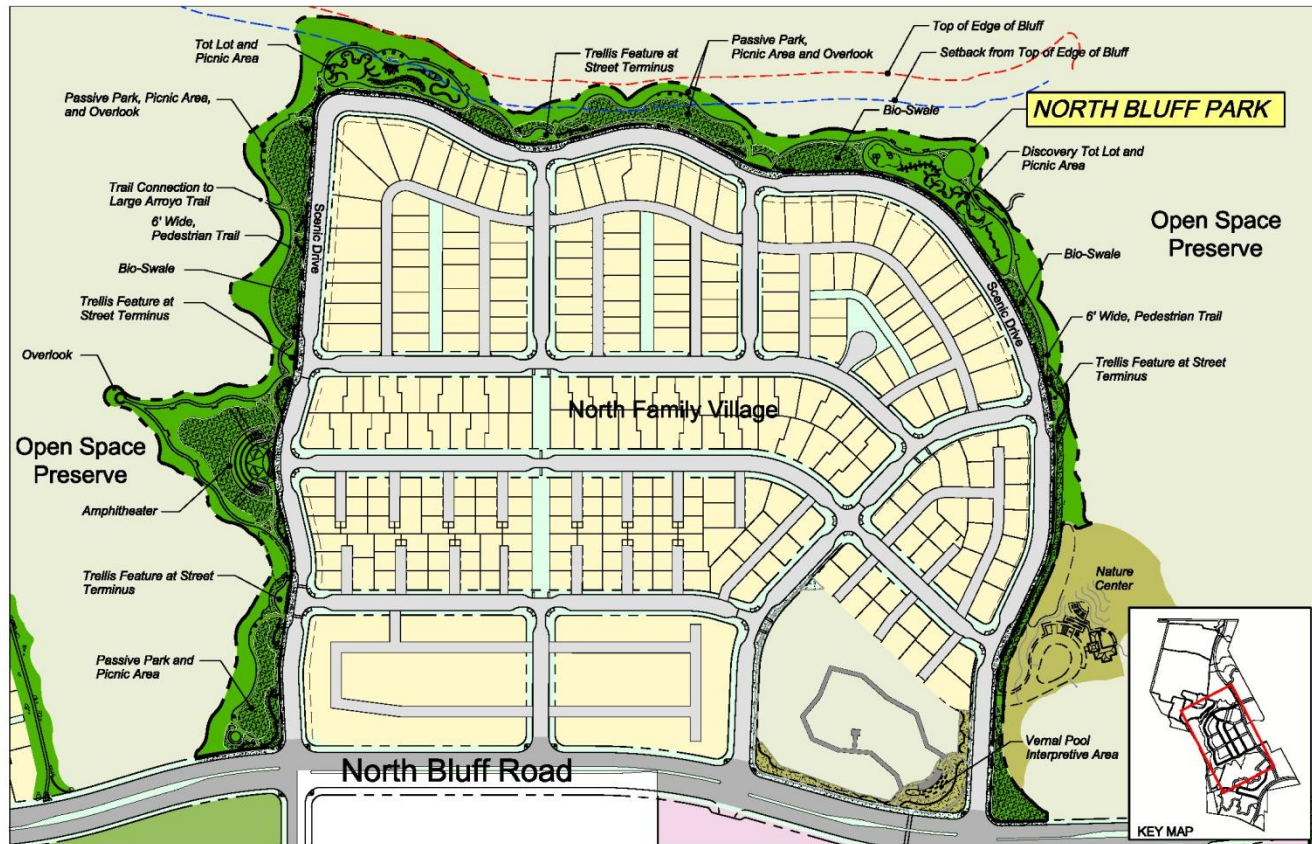 Top of Edge of Bluff
Setback from Top of Edge of Bluff
Tot Lot and
Picnic Area
Trellis Feature at
Street Terminus
Passive Park,
Picnic Area and Overlook
Passive Park, Picnic Area,
and Overlook
Bio-Swale
NORTH BLUFF PARK
Discovery Tot Lot and
Picnic Area
Trail Connection to
Large Arroyo Trail
6' Wide,
Pedestrian Trail
Scenic Drive
Open Space
Preserve
Bio-Swale
Bio-Swale
Trellis Feature at
Street Terminus
Scenic Drive
6' Wide, Pedestrian Trail
Overlook
Trellis Feature at Street
Terminus
North Family Village
Open Space
Preserve
Amphitheater
Trellis Feature at Street
Terminus
Nature
Center
Passive Park and
Picnic Area
Vernal Pool
Interpretive Area
North Bluff Road
KEY MAP